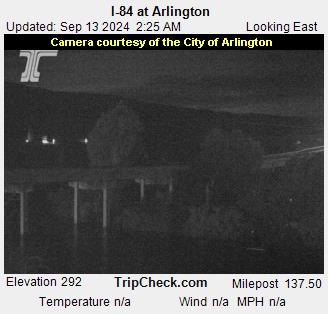 I-84 at Arlington
Updated: Sep 13 2024 2:25 AM Looking East
Camera courtesy of the City of Arlington
Elevation 292 TripCheck.com Milepost 137.50
Temperature n/a Wind n/a MPH n/a